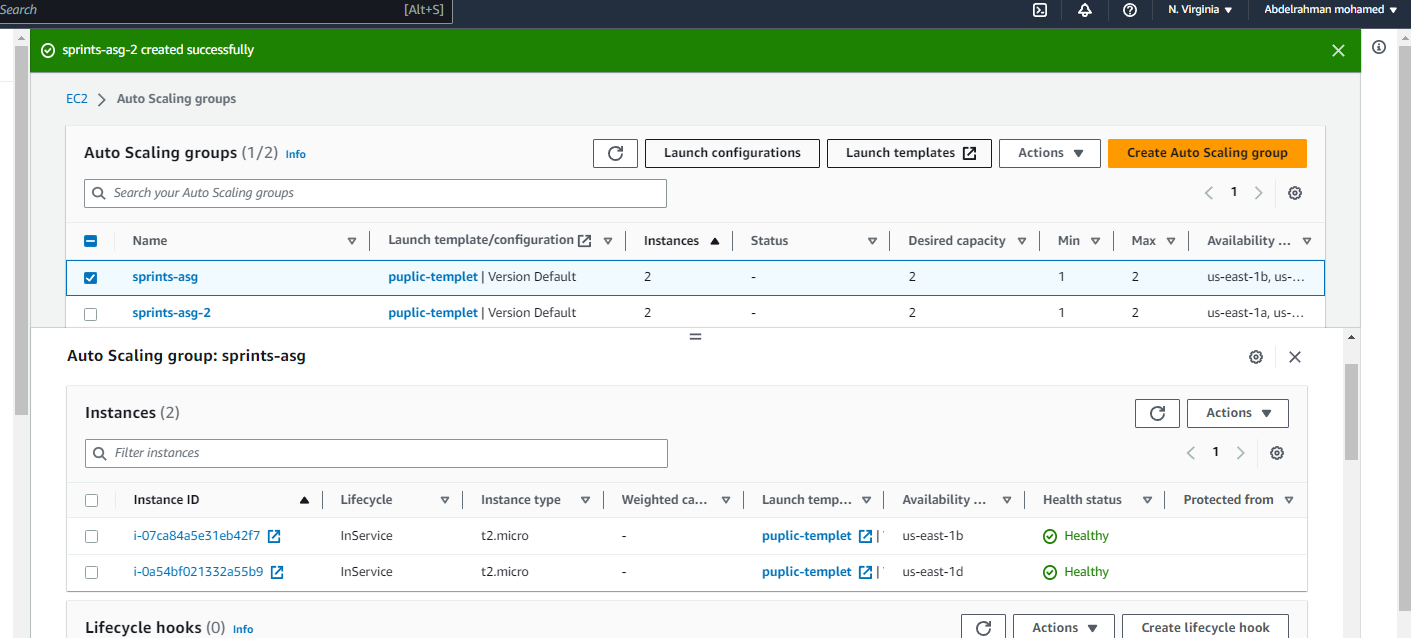 Search [Alt+S] N. Virginia Abdelrahman mohamed
sprints-asg-2 created successfully
EC2 Auto Scaling groups
Auto Scaling groups (1/2) Info Launch configurations Launch templates Actions Create Auto Scaling group
Search your Auto Scaling groups 1
Name Launch template/configuration Instances Status Desired capacity Min Max Availability ...
sprints-asg puplic-templet | Version Default 2 - 2 1 2 us-east-1b, us-...
sprints-asg-2 puplic-templet | Version Default 2 - 2 1 2 us-east-1a, us-...
Auto Scaling group: sprints-asg
Instances (2) Actions
Filter instances 1
Instance ID Lifecycle Instance type Weighted ca... Launch temp... Availability ... Health status Protected from
i-07ca84a5e31eb42f7 InService t2.micro - puplic-templet | us-east-1b Healthy
i-0a54bf021332a55b9 InService t2.micro - puplic-templet | us-east-1d Healthy
Lifecycle hooks (0) Info Actions Create lifecycle hook